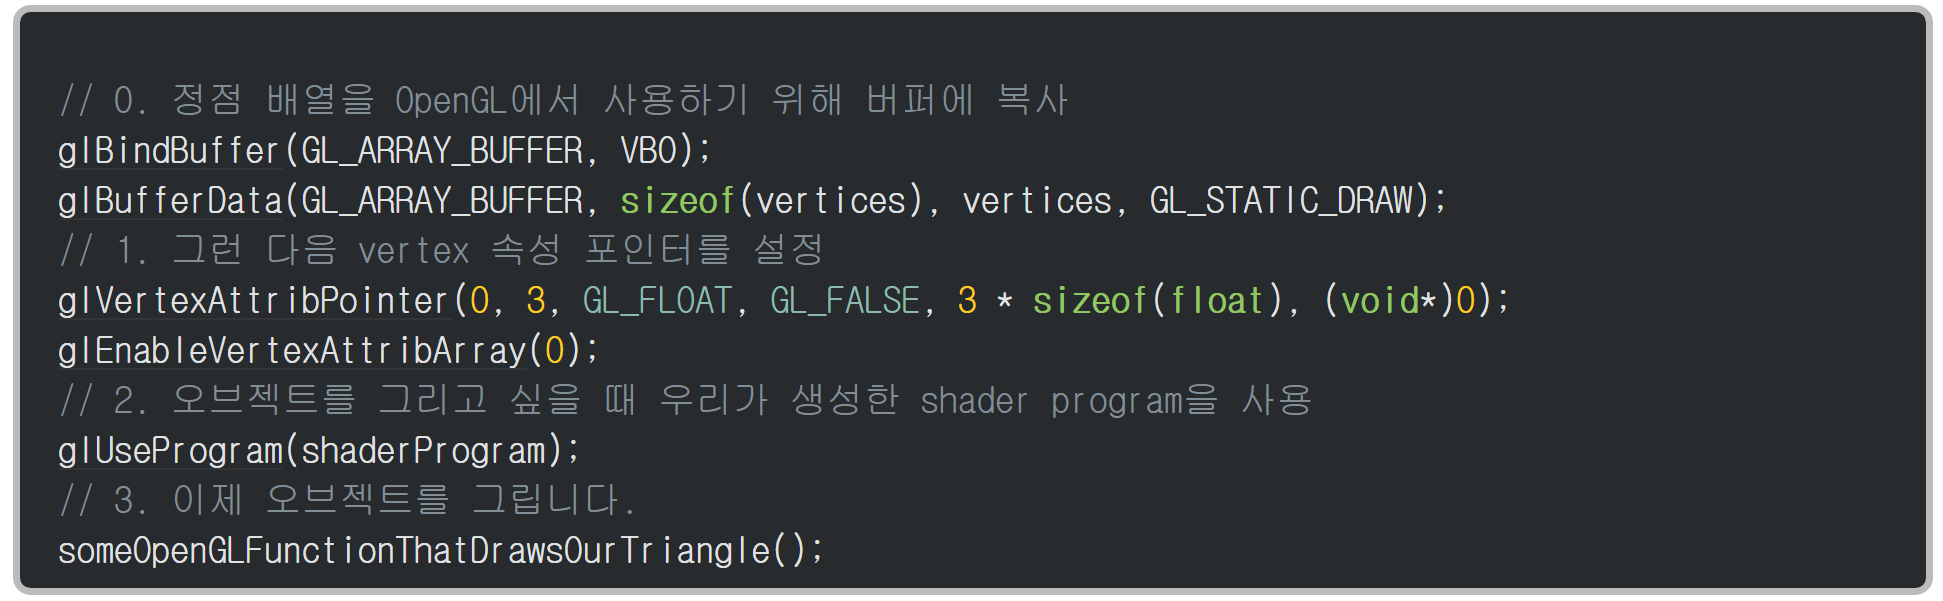 // 0. 정점 배열을 OpenGL에서 사용하기 위해 버퍼에 복사
glBindBuffer(GL_ARRAY_BUFFER, VBO);
glBufferData(GL_ARRAY_BUFFER, sizeof(vertices), vertices, GL_STATIC_DRAW);
// 1. 그런 다음 vertex 속성 포인터를 설정
glVertexAttribPointer(0, 3, GL_FLOAT, GL_FALSE, 3 * sizeof(float), (void*)0);
glEnableVertexAttribArray(0);
// 2. 오브젝트를 그리고 싶을 때 우리가 생성한 shader program을 사용
glUseProgram(shaderProgram);
// 3. 이제 오브젝트를 그립니다.
someOpenGLFunctionThatDrawsOurTriangle();